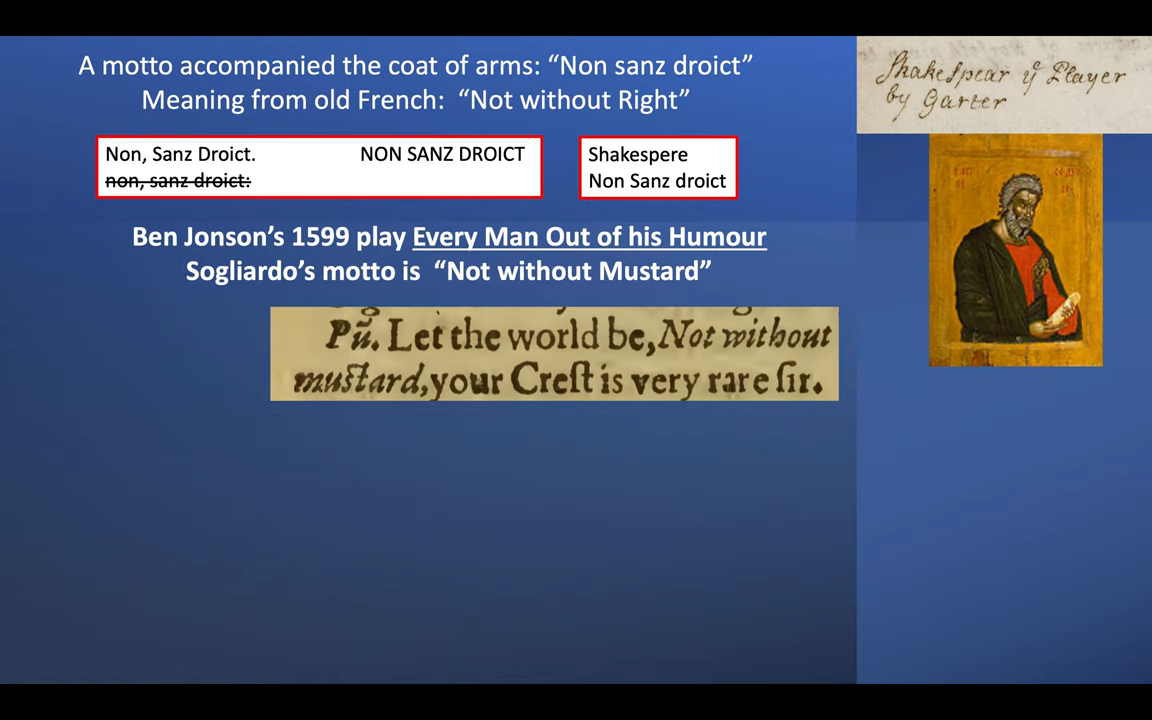 A motto accompanied the coat of arms: “Non sanz droict”
Meaning from old French: “Not without Right”
Non, Sanz Droict. NON SANZ DROICT
non, sanz droict:
Shakespere
Non Sanz droict
Ben Jonson’s 1599 play Every Man Out of his Humour
Sogliardo’s motto is “Not without Mustard”
Pũ. Let the world be, Not without
mustard, your Creſt is very rare ſir.
Shakespear yͤ Player
by Garter